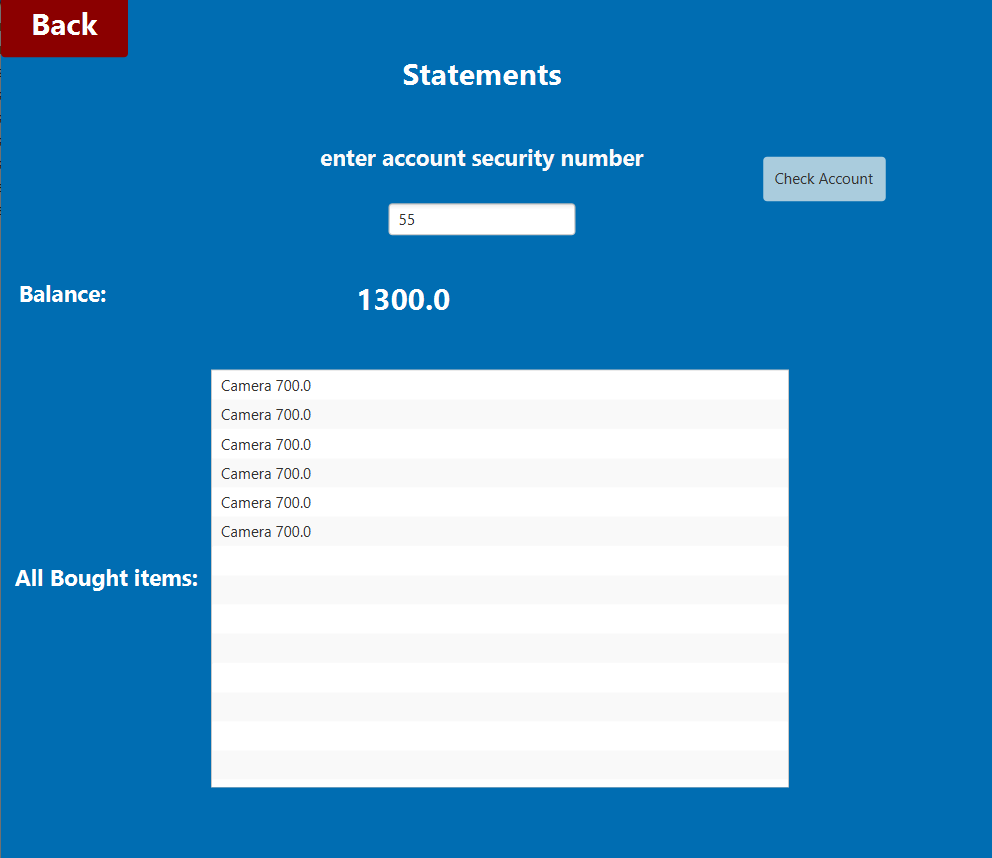 Back
Statements
enter account security number
Check Account
55
Balance:
1300.0
Camera 700.0
Camera 700.0
Camera 700.0
Camera 700.0
Camera 700.0
Camera 700.0
All Bought items: